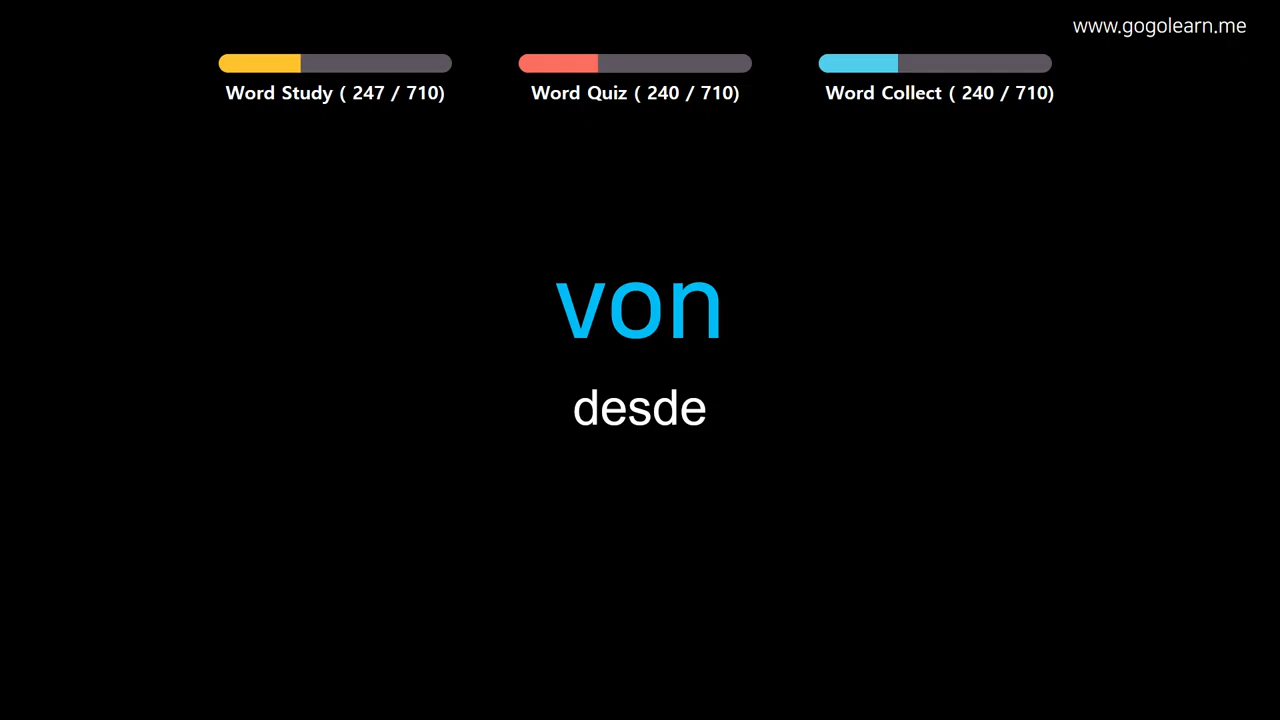 www.gogolearn.me
Word Study ( 247 / 710)
Word Quiz ( 240 / 710)
Word Collect ( 240 / 710)
von
desde